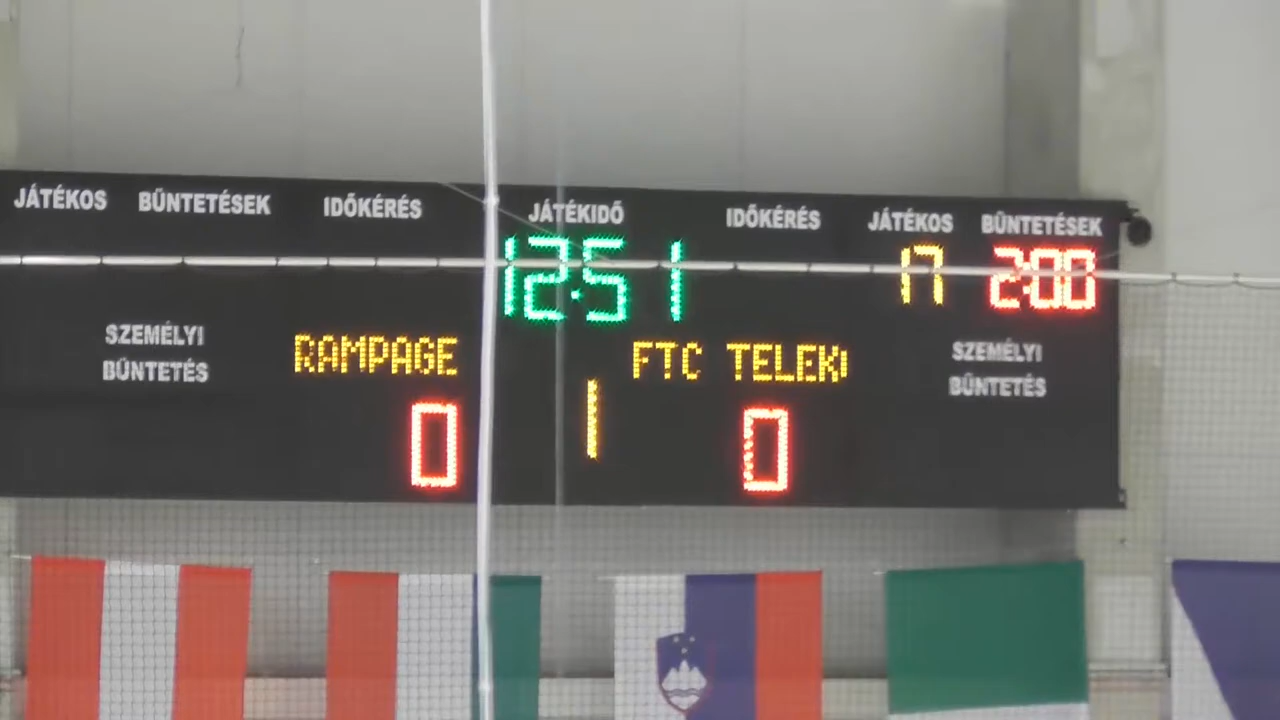 JÁTÉKOS BÜNTETÉSEK IDŐKÉRÉS JÁTÉKIDŐ IDŐKÉRÉS JÁTÉKOS BÜNTETÉSEK
12:51 17 2:00
SZEMÉLYI BÜNTETÉS
RAMPAGE FTC TELEKI
SZEMÉLYI BÜNTETÉS
0 1 0